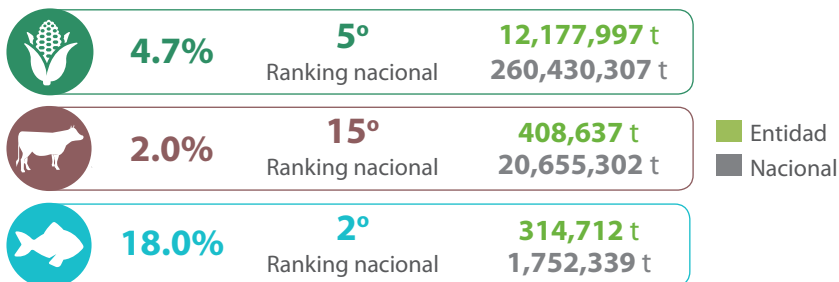 4.7%
5º
Ranking nacional
12,177,997 t
260,430,307 t
2.0%
15º
Ranking nacional
408,637 t
20,655,302 t
Entidad
Nacional
18.0%
2º
Ranking nacional
314,712 t
1,752,339 t